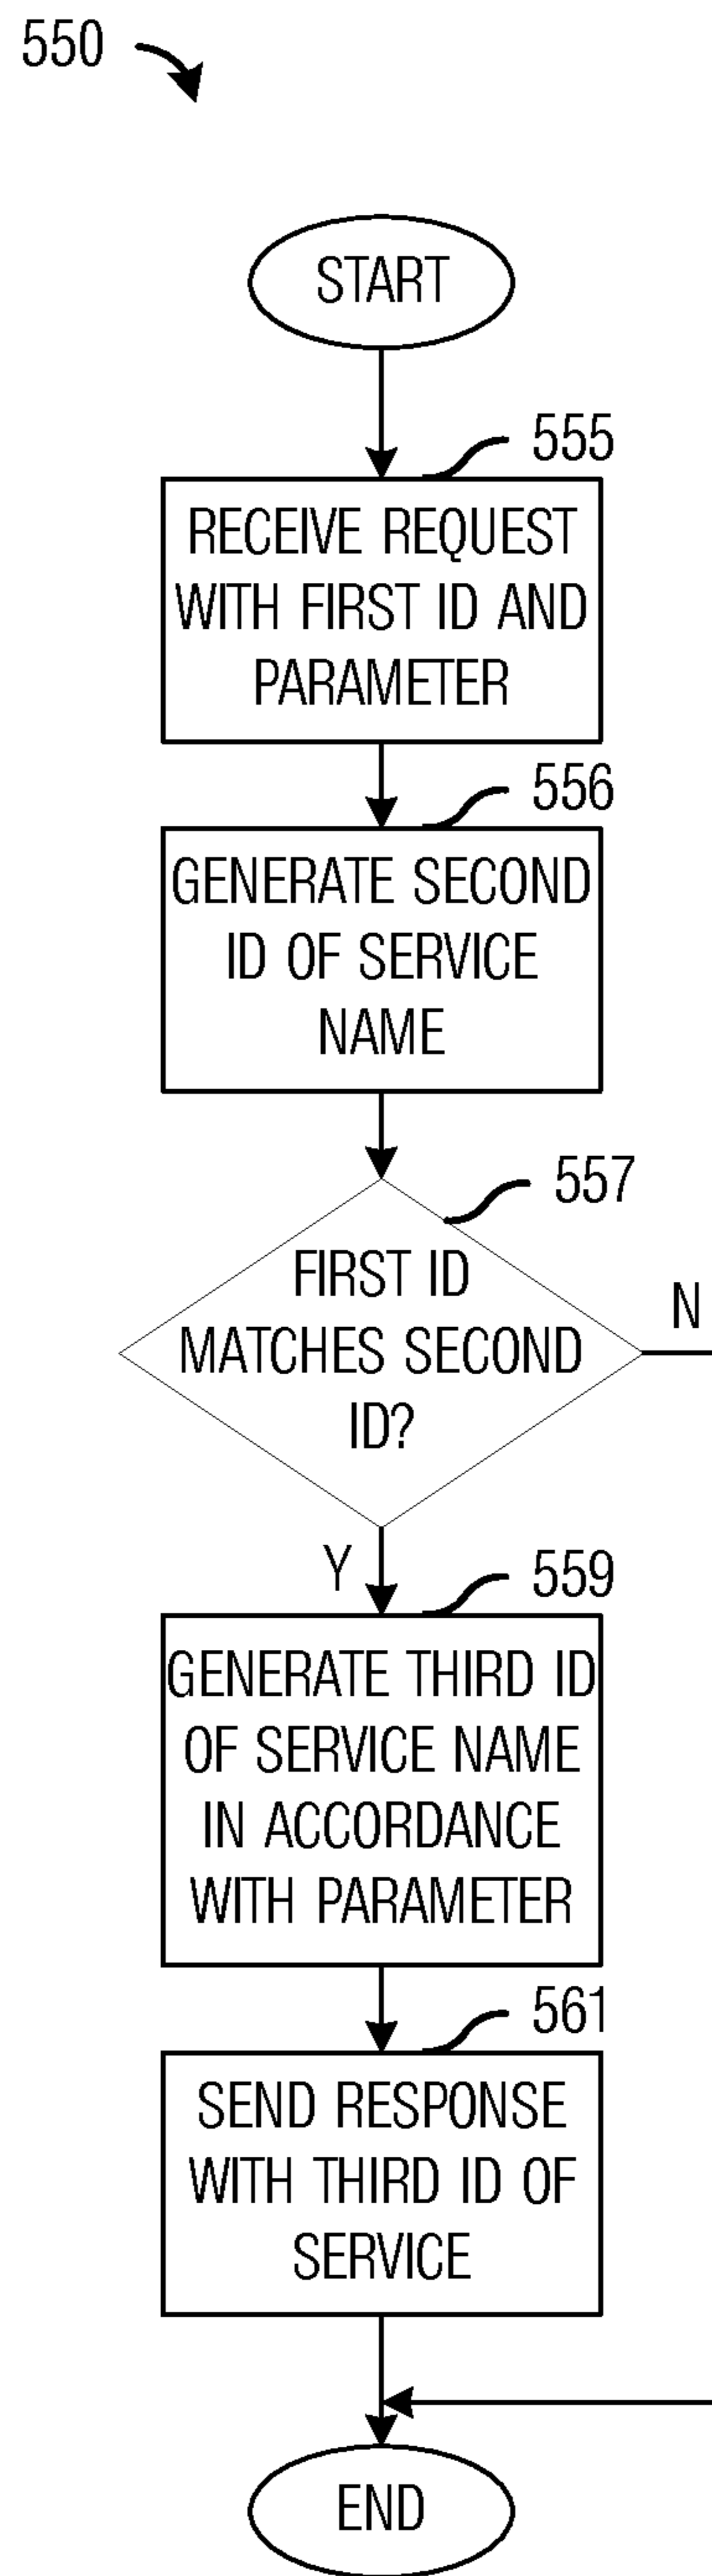 550
START
555
RECEIVE REQUEST
WITH FIRST ID AND
PARAMETER
556
GENERATE SECOND
ID OF SERVICE
NAME
557
FIRST ID
MATCHES SECOND
ID?
N
Y
559
GENERATE THIRD ID
OF SERVICE NAME
IN ACCORDANCE
WITH PARAMETER
561
SEND RESPONSE
WITH THIRD ID OF
SERVICE
END